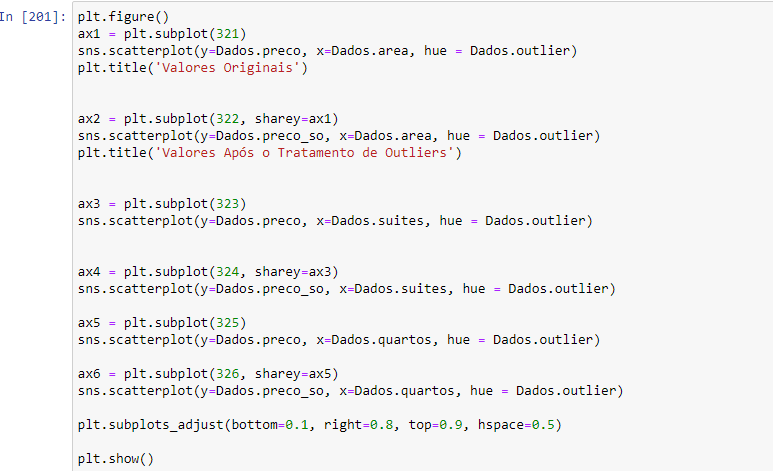 In [201]: plt.figure()
ax1 = plt.subplot(321)
sns.scatterplot(y=Dados.preco, x=Dados.area, hue = Dados.outlier)
plt.title('Valores Originais')
ax2 = plt.subplot(322, sharey=ax1)
sns.scatterplot(y=Dados.preco_so, x=Dados.area, hue = Dados.outlier)
plt.title('Valores Após o Tratamento de Outliers')
ax3 = plt.subplot(323)
sns.scatterplot(y=Dados.preco, x=Dados.suites, hue = Dados.outlier)
ax4 = plt.subplot(324, sharey=ax3)
sns.scatterplot(y=Dados.preco_so, x=Dados.suites, hue = Dados.outlier)
ax5 = plt.subplot(325)
sns.scatterplot(y=Dados.preco, x=Dados.quartos, hue = Dados.outlier)
ax6 = plt.subplot(326, sharey=ax5)
sns.scatterplot(y=Dados.preco_so, x=Dados.quartos, hue = Dados.outlier)
plt.subplots_adjust(bottom=0.1, right=0.8, top=0.9, hspace=0.5)
plt.show()